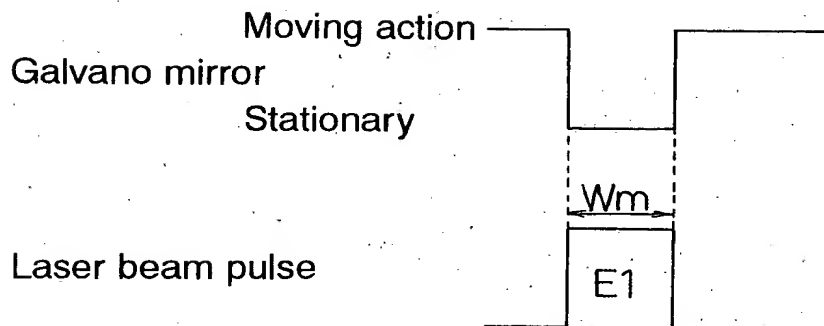 Moving action
Galvano mirror
Stationary
Wm
Laser beam pulse
E1